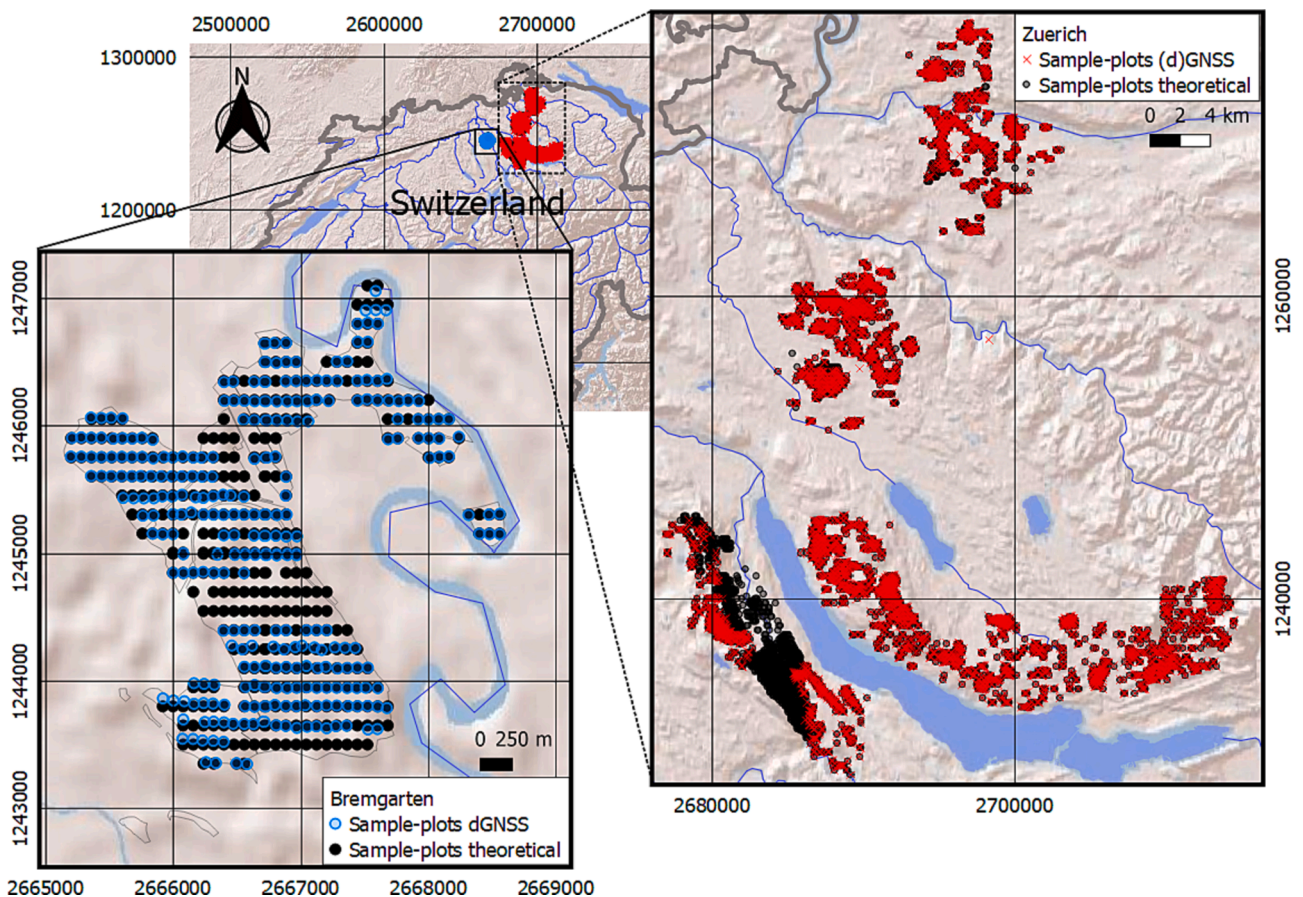 2500000 2600000 2700000
1300000
N
1200000
Switzerland
Zuerich
Sample-plots (d)GNSS
Sample-plots theoretical
0 2 4 km
1260000
1240000
2680000 2700000
1247000
1246000
1245000
1244000
1243000
0 250 m
Bremgarten
Sample-plots dGNSS
Sample-plots theoretical
2665000 2666000 2667000 2668000 2669000